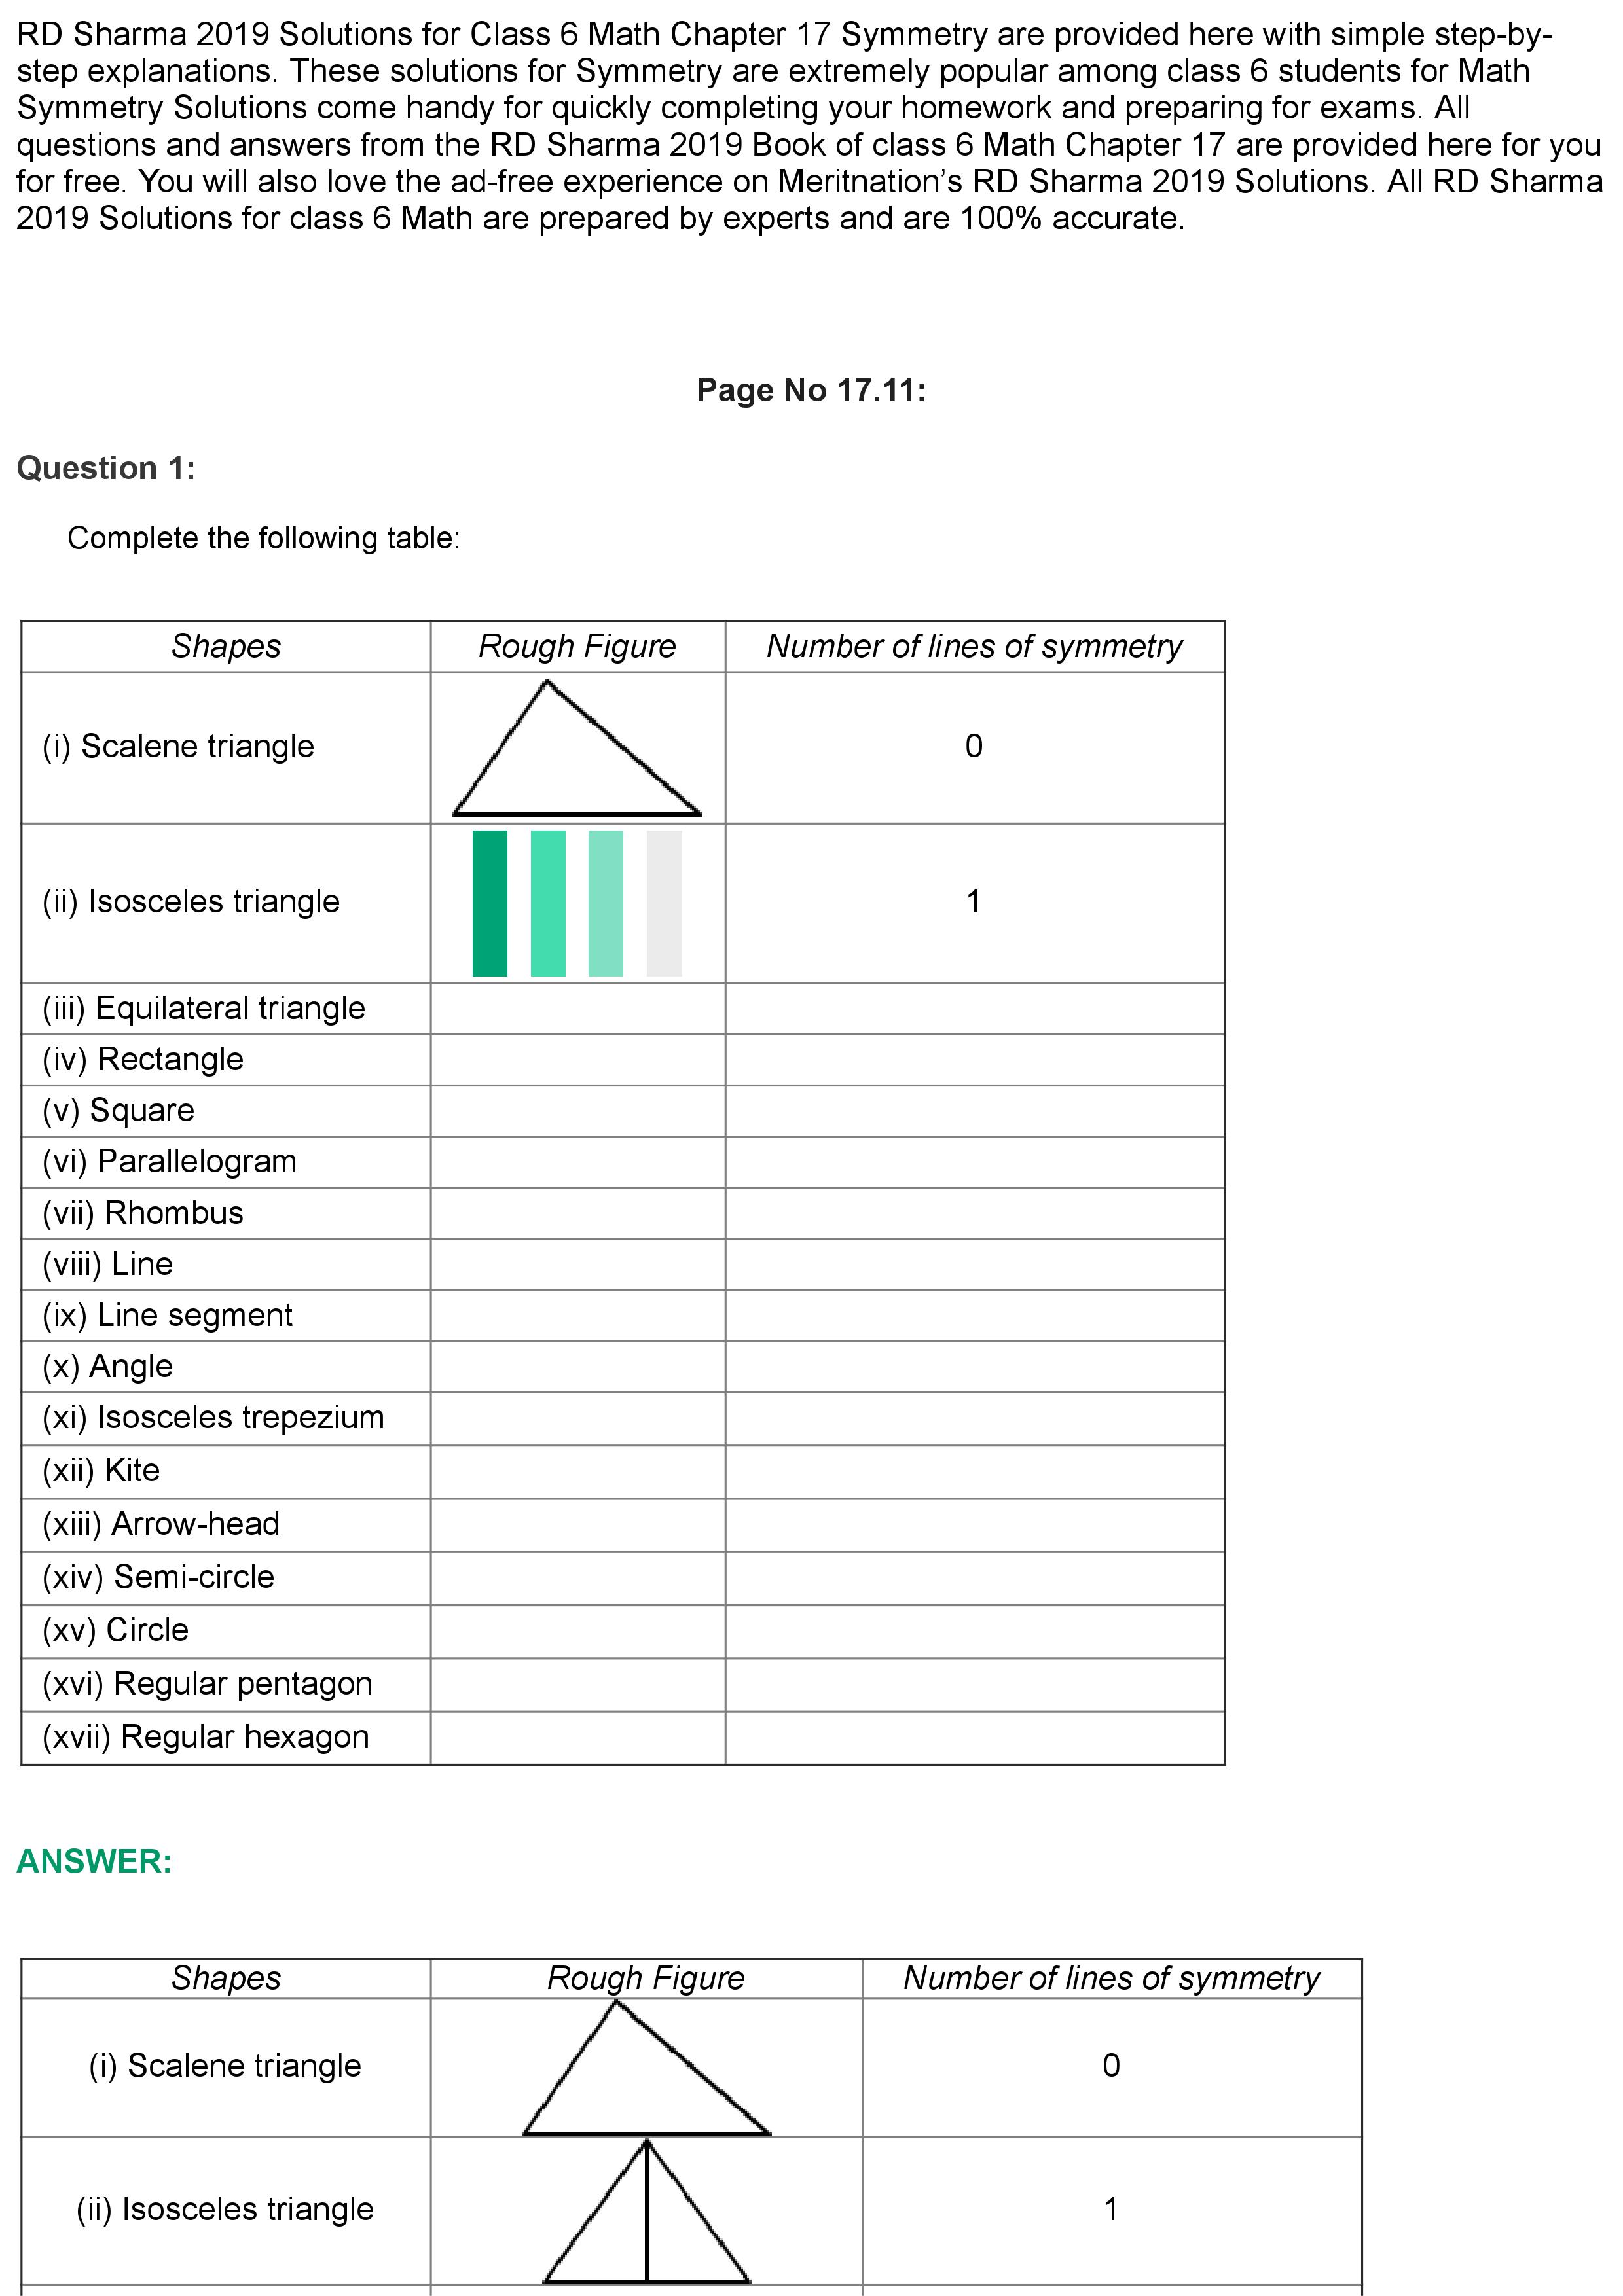 RD Sharma 2019 Solutions for Class 6 Math Chapter 17 Symmetry are provided here with simple step-by-
step explanations. These solutions for Symmetry are extremely popular among class 6 students for Math
Symmetry Solutions come handy for quickly completing your homework and preparing for exams. All
questions and answers from the RD Sharma 2019 Book of class 6 Math Chapter 17 are provided here for you
for free. You will also love the ad-free experience on Meritnation’s RD Sharma 2019 Solutions. All RD Sharma
2019 Solutions for class 6 Math are prepared by experts and are 100% accurate.
Page No 17.11:
Question 1:
Complete the following table:
Shapes Rough Figure Number of lines of symmetry
(i) Scalene triangle 0
(ii) Isosceles triangle 1
(iii) Equilateral triangle
(iv) Rectangle
(v) Square
(vi) Parallelogram
(vii) Rhombus
(viii) Line
(ix) Line segment
(x) Angle
(xi) Isosceles trepezium
(xii) Kite
(xiii) Arrow-head
(xiv) Semi-circle
(xv) Circle
(xvi) Regular pentagon
(xvii) Regular hexagon
ANSWER:
Shapes Rough Figure Number of lines of symmetry
(i) Scalene triangle 0
(ii) Isosceles triangle 1